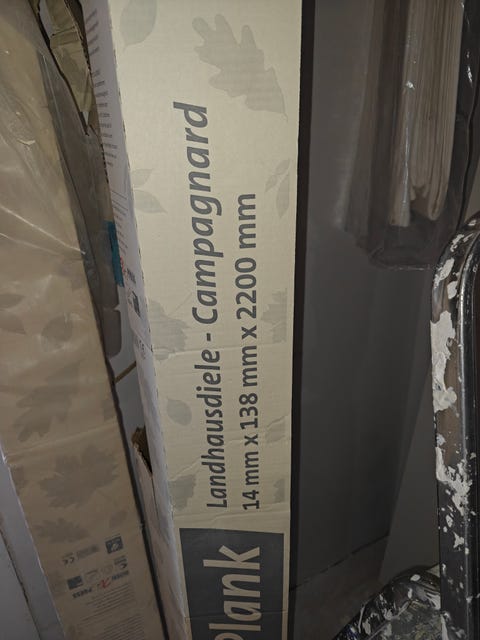 Landhausdiele - Campagnard
14 mm x 138 mm x 2200 mm
Plank